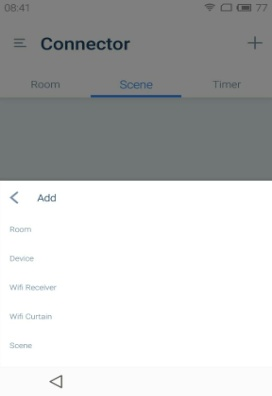 08:41
77
Connector
Room
Scene
Timer
Add
Room
Device
Wifi Receiver
Wifi Curtain
Scene